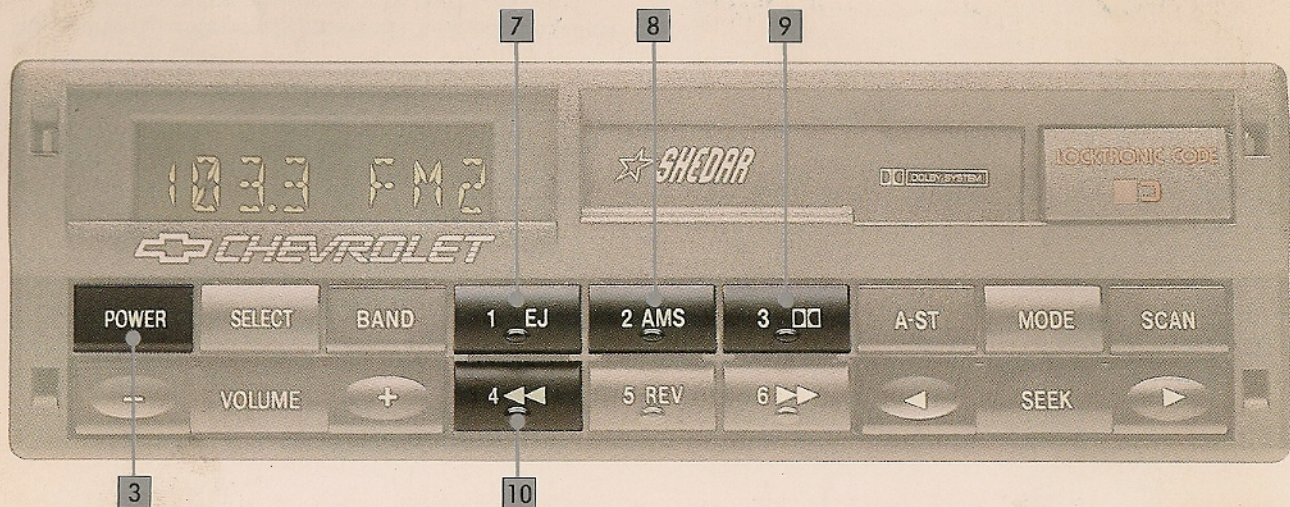 7 8 9
SHEDAR
DOLBY SYSTEM
LOCKTRONIC CODE
103.3 FM2
CHEVROLET
POWER SELECT BAND 1 EJ 2 AMS 3 A-ST MODE SCAN
- VOLUME + 4 ◀◀ 5 REV 6 ▶▶ ◀ SEEK ▶
3 10